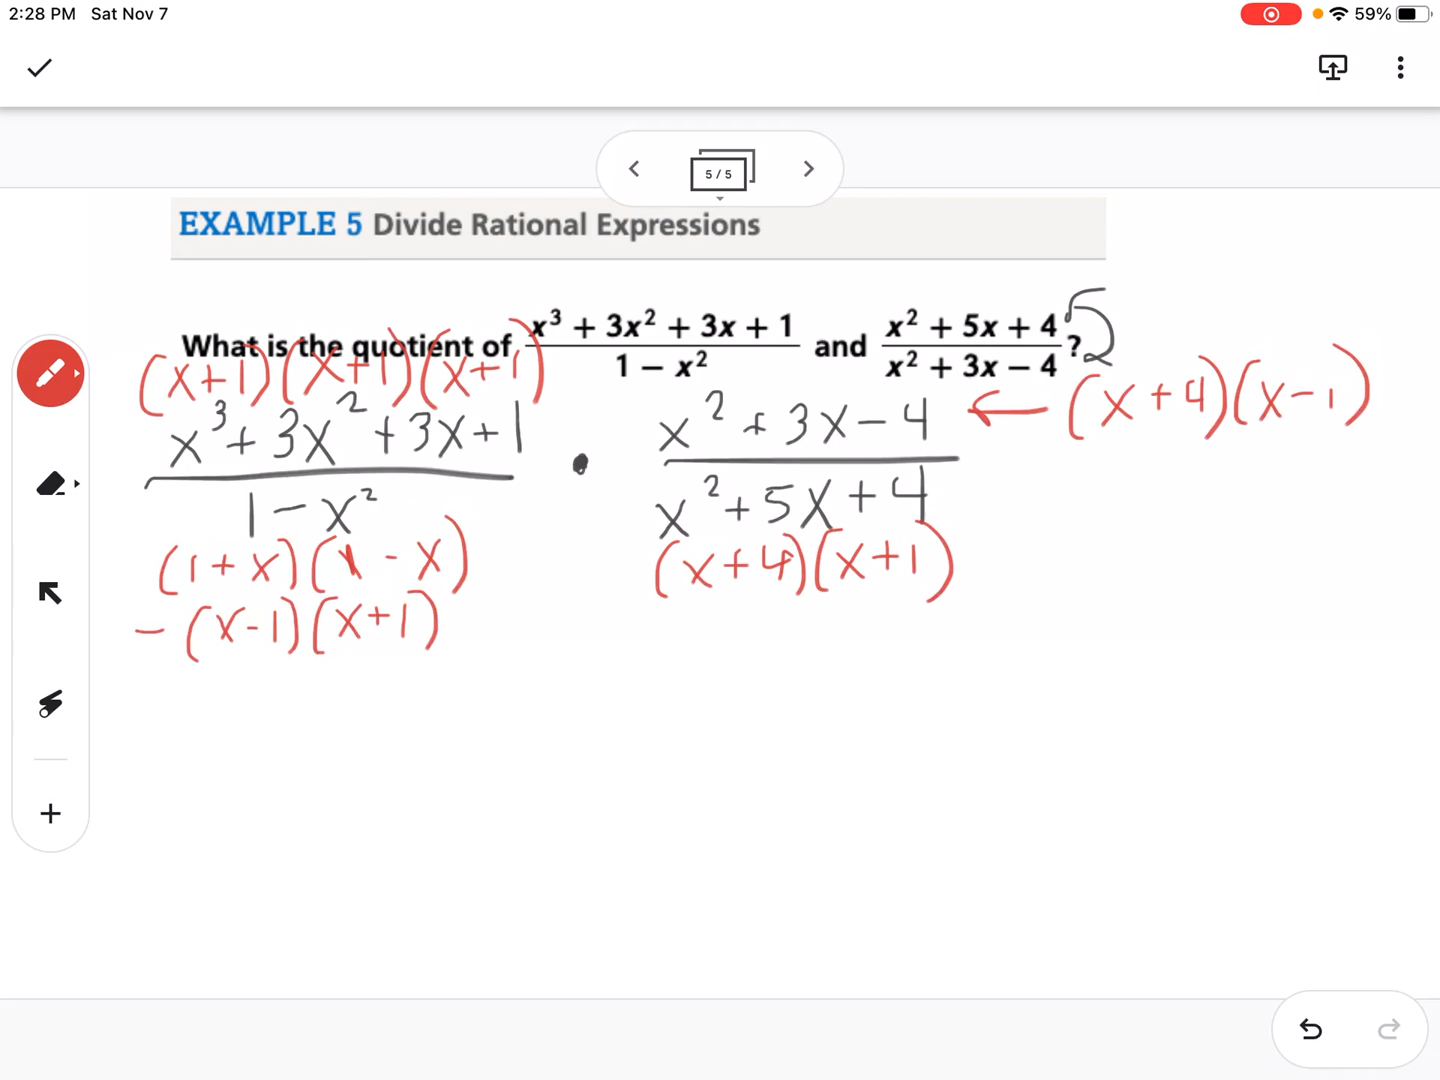 2:28 PM Sat Nov 7
59%
5 / 5
EXAMPLE 5 Divide Rational Expressions
What is the quotient of (x³ + 3x² + 3x + 1)/(1 − x²) and (x² + 5x + 4)/(x² + 3x − 4)?
(x+1)(x+1)(x+1)
x³+3x²+3x+1 x²+3x−4 ← (x+4)(x−1)
•
1−x² x²+5x+4
(1+x)(1−x) (x+4)(x+1)
−(x−1)(x+1)